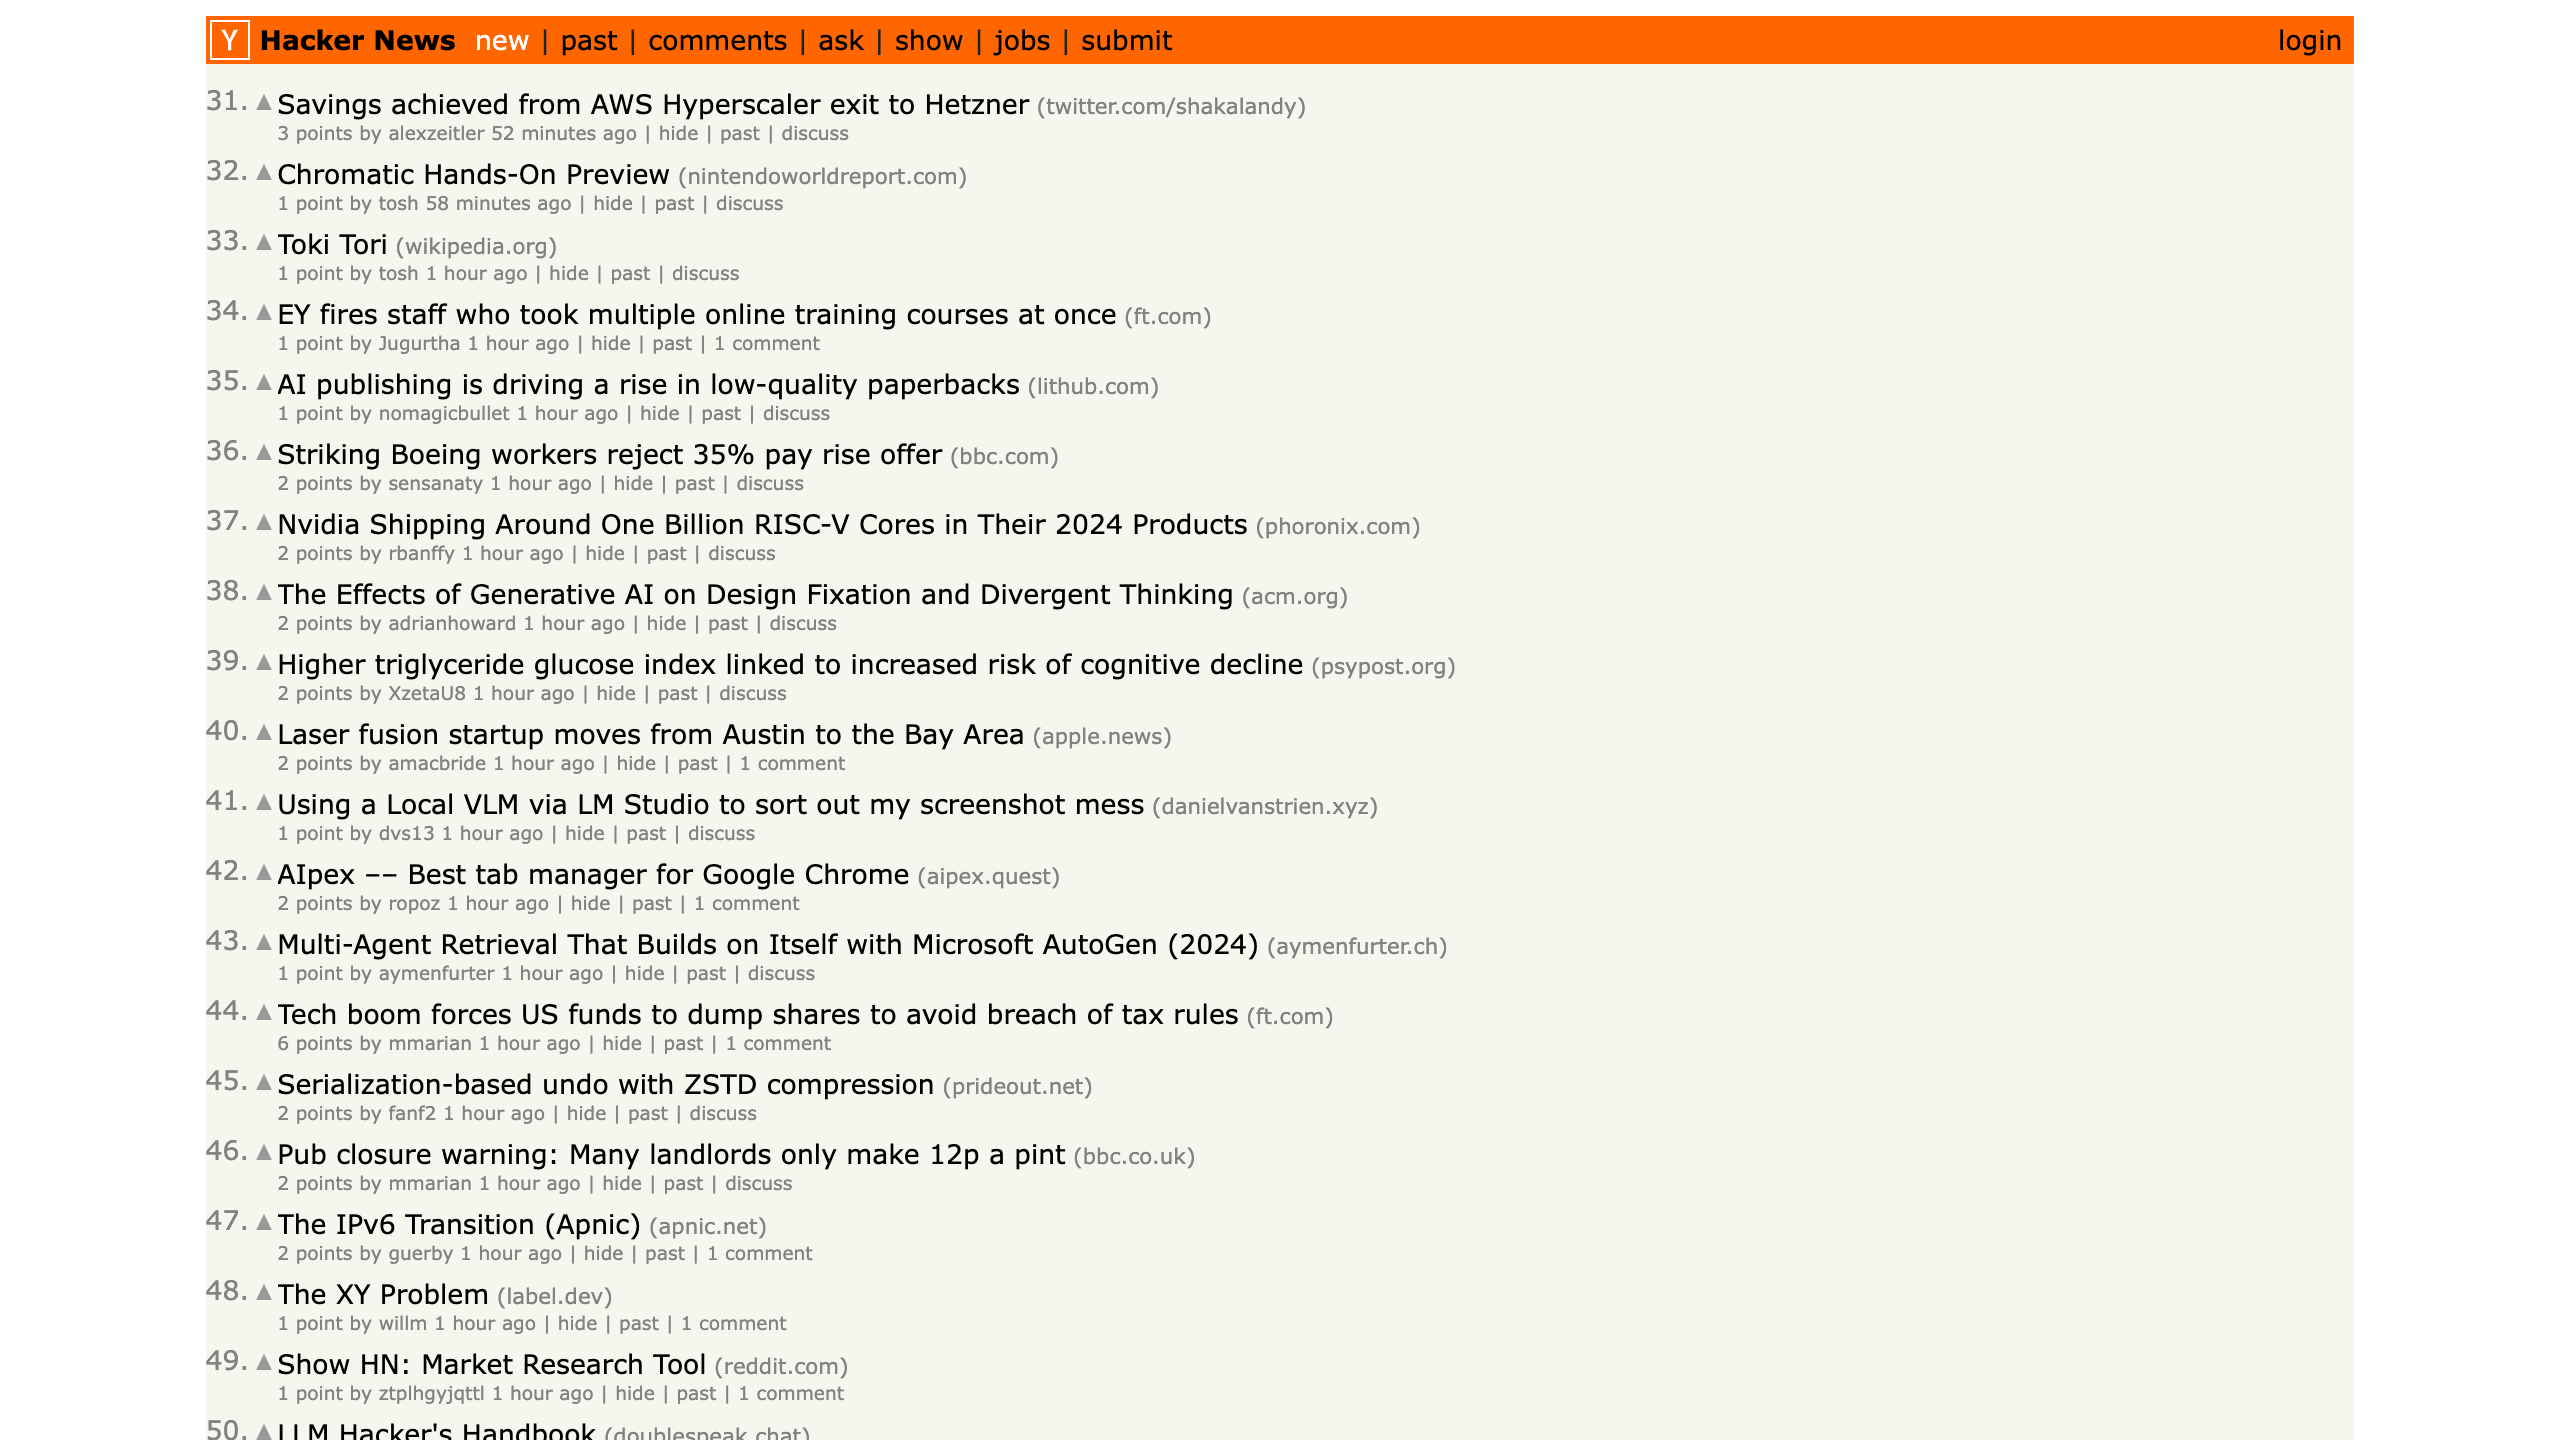 Y Hacker News new | past | comments | ask | show | jobs | submit login
31. ▲ Savings achieved from AWS Hyperscaler exit to Hetzner (twitter.com/shakalandy)
3 points by alexzeitler 52 minutes ago | hide | past | discuss
32. ▲ Chromatic Hands-On Preview (nintendoworldreport.com)
1 point by tosh 58 minutes ago | hide | past | discuss
33. ▲ Toki Tori (wikipedia.org)
1 point by tosh 1 hour ago | hide | past | discuss
34. ▲ EY fires staff who took multiple online training courses at once (ft.com)
1 point by Jugurtha 1 hour ago | hide | past | 1 comment
35. ▲ AI publishing is driving a rise in low-quality paperbacks (lithub.com)
1 point by nomagicbullet 1 hour ago | hide | past | discuss
36. ▲ Striking Boeing workers reject 35% pay rise offer (bbc.com)
2 points by sensanaty 1 hour ago | hide | past | discuss
37. ▲ Nvidia Shipping Around One Billion RISC-V Cores in Their 2024 Products (phoronix.com)
2 points by rbanffy 1 hour ago | hide | past | discuss
38. ▲ The Effects of Generative AI on Design Fixation and Divergent Thinking (acm.org)
2 points by adrianhoward 1 hour ago | hide | past | discuss
39. ▲ Higher triglyceride glucose index linked to increased risk of cognitive decline (psypost.org)
2 points by XzetaU8 1 hour ago | hide | past | discuss
40. ▲ Laser fusion startup moves from Austin to the Bay Area (apple.news)
2 points by amacbride 1 hour ago | hide | past | 1 comment
41. ▲ Using a Local VLM via LM Studio to sort out my screenshot mess (danielvanstrien.xyz)
1 point by dvs13 1 hour ago | hide | past | discuss
42. ▲ AIpex –– Best tab manager for Google Chrome (aipex.quest)
2 points by ropoz 1 hour ago | hide | past | 1 comment
43. ▲ Multi-Agent Retrieval That Builds on Itself with Microsoft AutoGen (2024) (aymenfurter.ch)
1 point by aymenfurter 1 hour ago | hide | past | discuss
44. ▲ Tech boom forces US funds to dump shares to avoid breach of tax rules (ft.com)
6 points by mmarian 1 hour ago | hide | past | 1 comment
45. ▲ Serialization-based undo with ZSTD compression (prideout.net)
2 points by fanf2 1 hour ago | hide | past | discuss
46. ▲ Pub closure warning: Many landlords only make 12p a pint (bbc.co.uk)
2 points by mmarian 1 hour ago | hide | past | discuss
47. ▲ The IPv6 Transition (Apnic) (apnic.net)
2 points by guerby 1 hour ago | hide | past | 1 comment
48. ▲ The XY Problem (label.dev)
1 point by willm 1 hour ago | hide | past | 1 comment
49. ▲ Show HN: Market Research Tool (reddit.com)
1 point by ztplhgyjqttl 1 hour ago | hide | past | 1 comment
50. ▲ LLM Hacker's Handbook (doublespeak.chat)